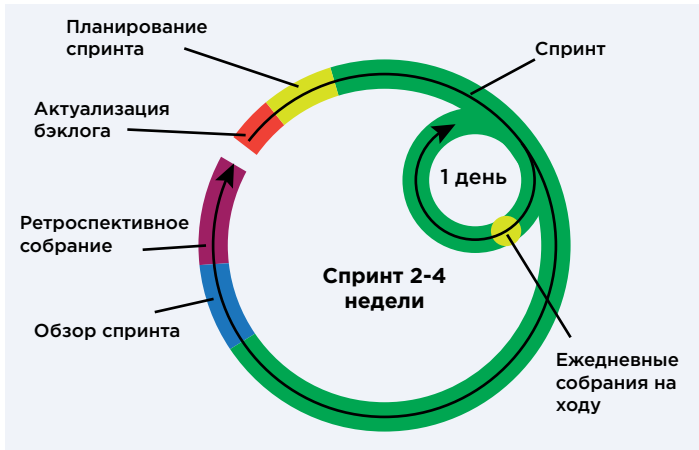 Планирование
спринта
Спринт
Актуализация
бэклога
1 день
Ретроспективное
собрание
Спринт 2-4
недели
Обзор спринта
Ежедневные
собрания на
ходу